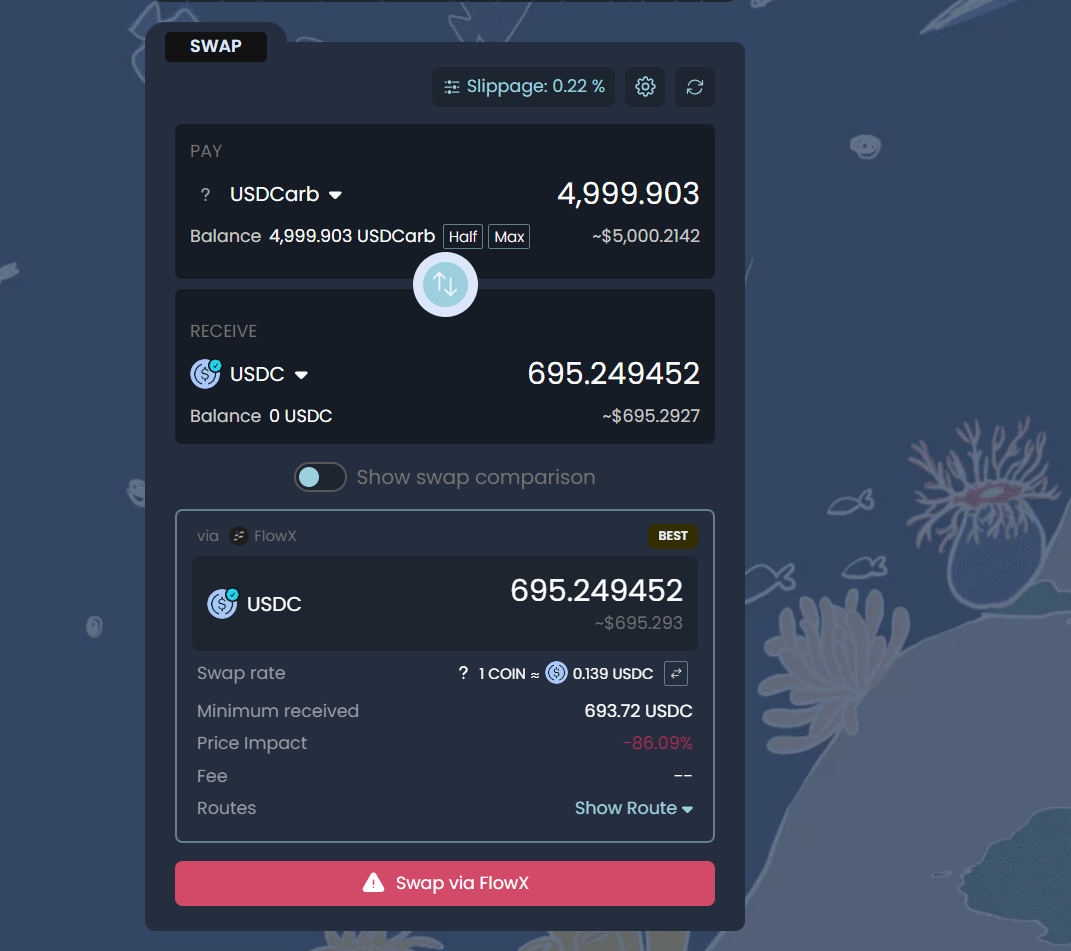 SWAP
Slippage: 0.22 %
PAY
? USDCarb 4,999.903
Balance 4,999.903 USDCarb Half Max ~$5,000.2142
RECEIVE
USDC 695.249452
Balance 0 USDC ~$695.2927
Show swap comparison
via FlowX BEST
USDC 695.249452
~$695.293
Swap rate ? 1 COIN ≈ 0.139 USDC
Minimum received 693.72 USDC
Price Impact -86.09%
Fee --
Routes Show Route
Swap via FlowX